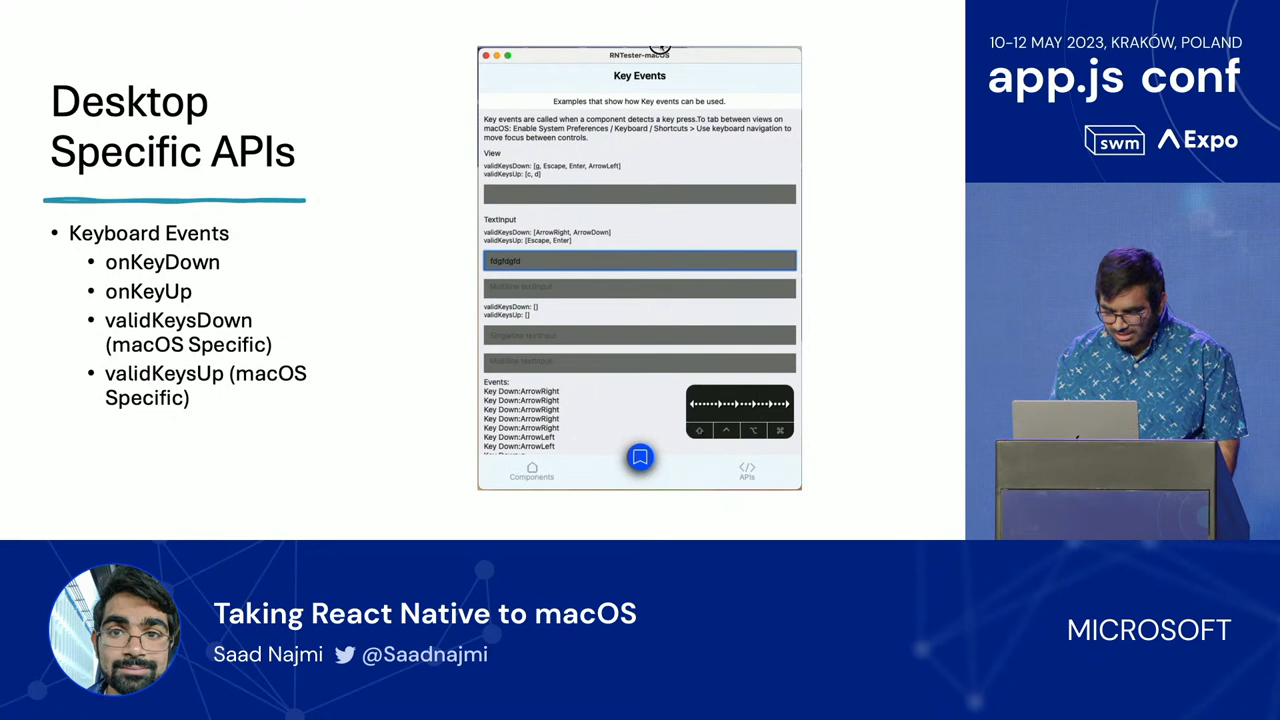 Desktop
Specific APIs
• Keyboard Events
• onKeyDown
• onKeyUp
• validKeysDown
(macOS Specific)
• validKeysUp (macOS
Specific)
RNTester-macOS
Key Events
Examples that show how Key events can be used.
Key events are called when a component detects a key press.To tab between views on
macOS: Enable System Preferences / Keyboard / Shortcuts > Use keyboard navigation to
move focus between controls.
View
validKeysDown: [g, Escape, Enter, ArrowLeft]
validKeysUp: [c, d]
TextInput
validKeysDown: [ArrowRight, ArrowDown]
validKeysUp: [Escape, Enter]
fdgfdgfd
Multiline textInput
validKeysDown: []
validKeysUp: []
Singleline textInput
Multiline textInput
Events:
Key Down:ArrowRight
Key Down:ArrowRight
Key Down:ArrowRight
Key Down:ArrowRight
Key Down:ArrowRight
Key Down:ArrowLeft
Key Down:ArrowLeft
Components
APIs
10-12 MAY 2023, KRAKÓW, POLAND
app.js conf
swm
Expo
Taking React Native to macOS
Saad Najmi @Saadnajmi
MICROSOFT